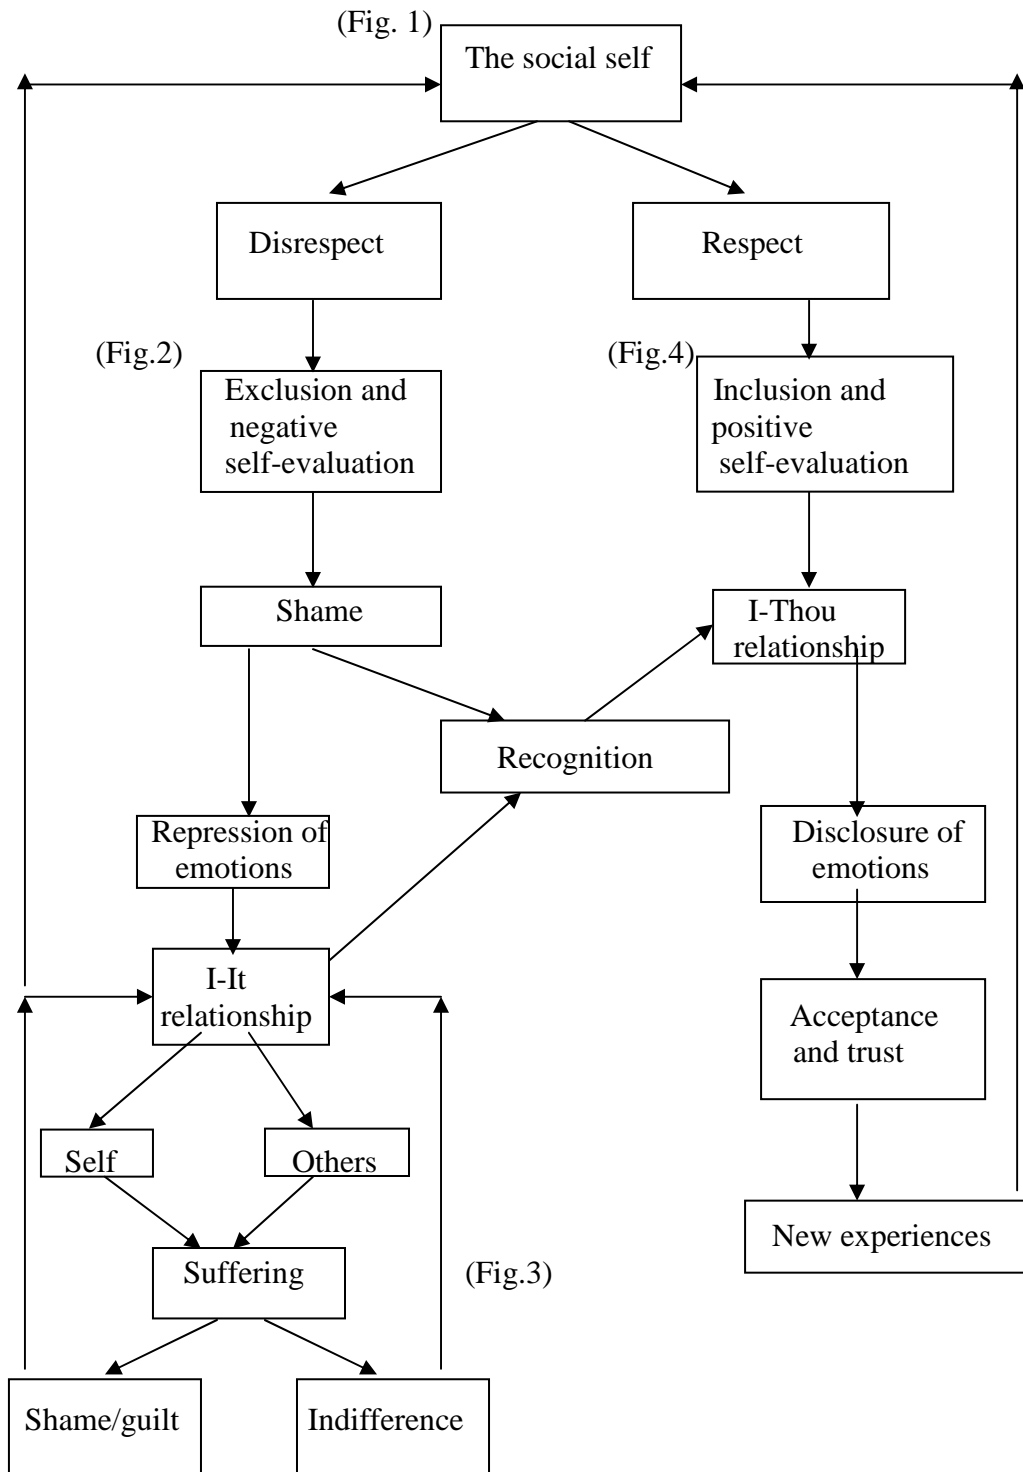 (Fig. 1)
The social self
Disrespect
Respect
(Fig.2)
(Fig.4)
Exclusion and
negative
self-evaluation
Inclusion and
positive
self-evaluation
Shame
I-Thou
relationship
Recognition
Repression of
emotions
Disclosure of
emotions
I-It
relationship
Acceptance
and trust
Self
Others
New experiences
Suffering
(Fig.3)
Shame/guilt
Indifference